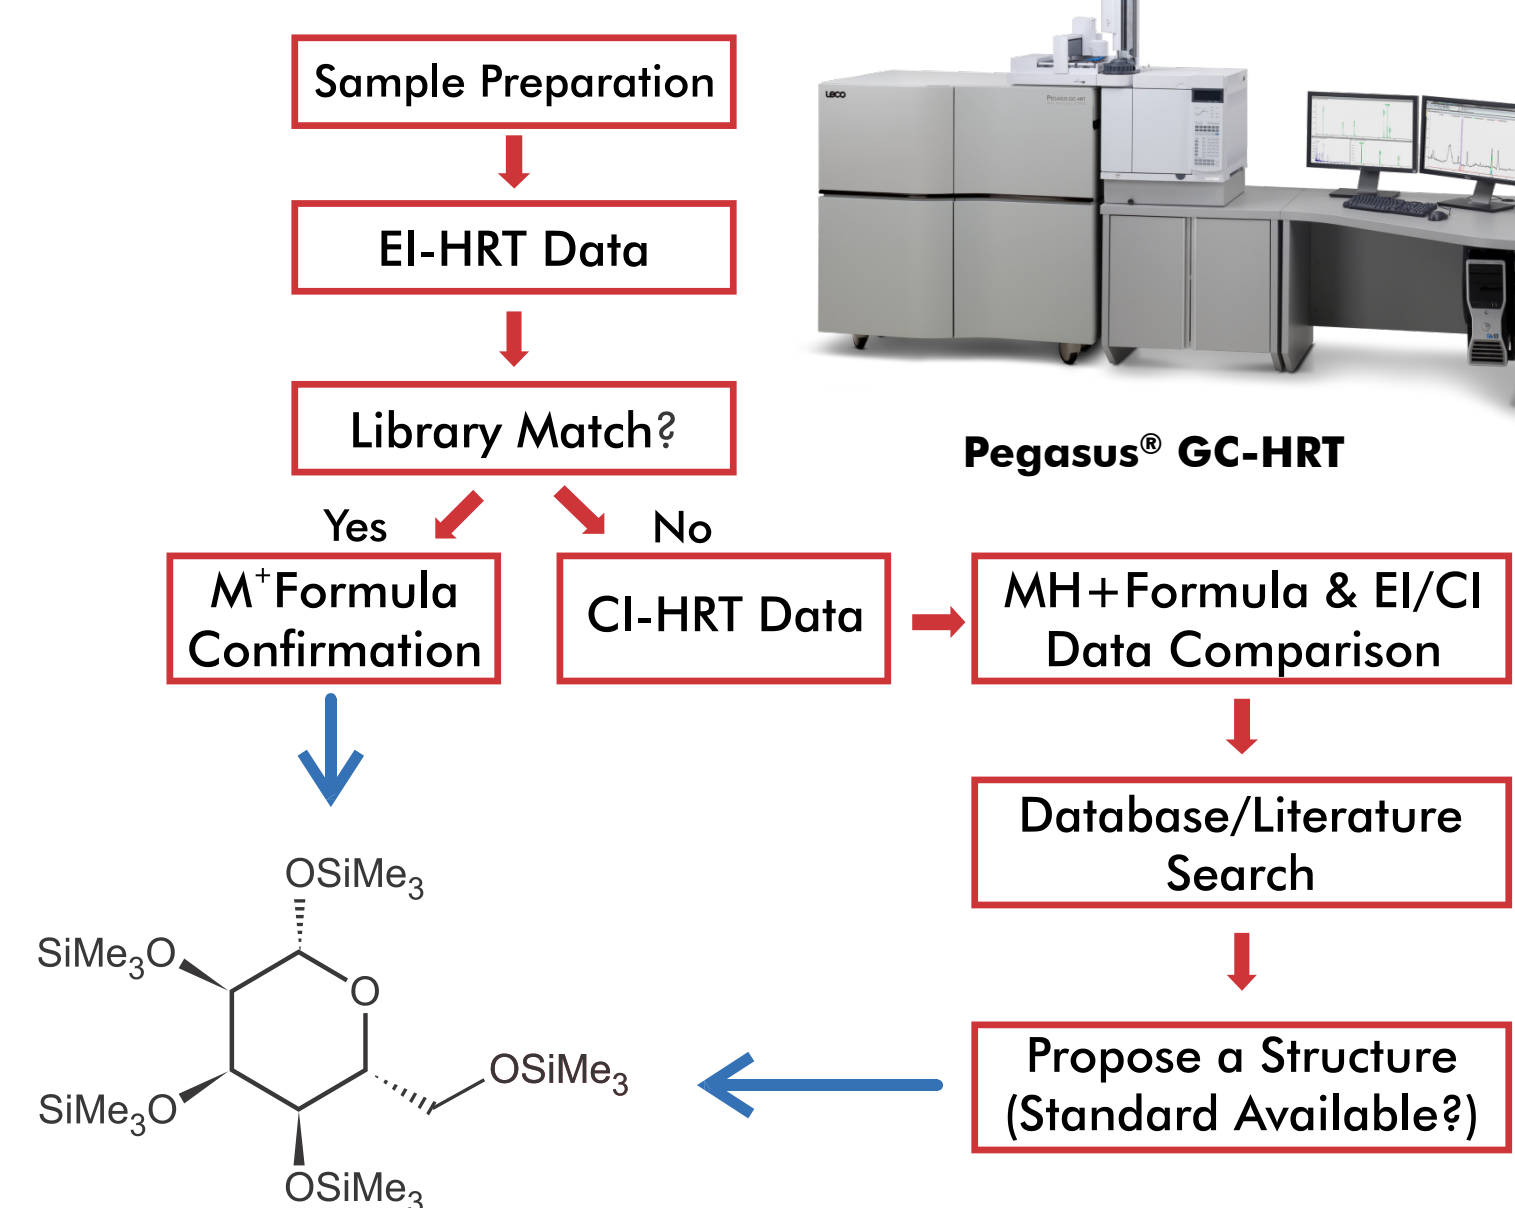 Sample Preparation
EI-HRT Data
Library Match?
Yes
No
M⁺Formula
Confirmation
CI-HRT Data
MH+Formula & EI/CI
Data Comparison
Database/Literature
Search
Propose a Structure
(Standard Available?)
LECO
Pegasus® GC-HRT
OSiMe₃
SiMe₃O
O
OSiMe₃
SiMe₃O
OSiMe₃